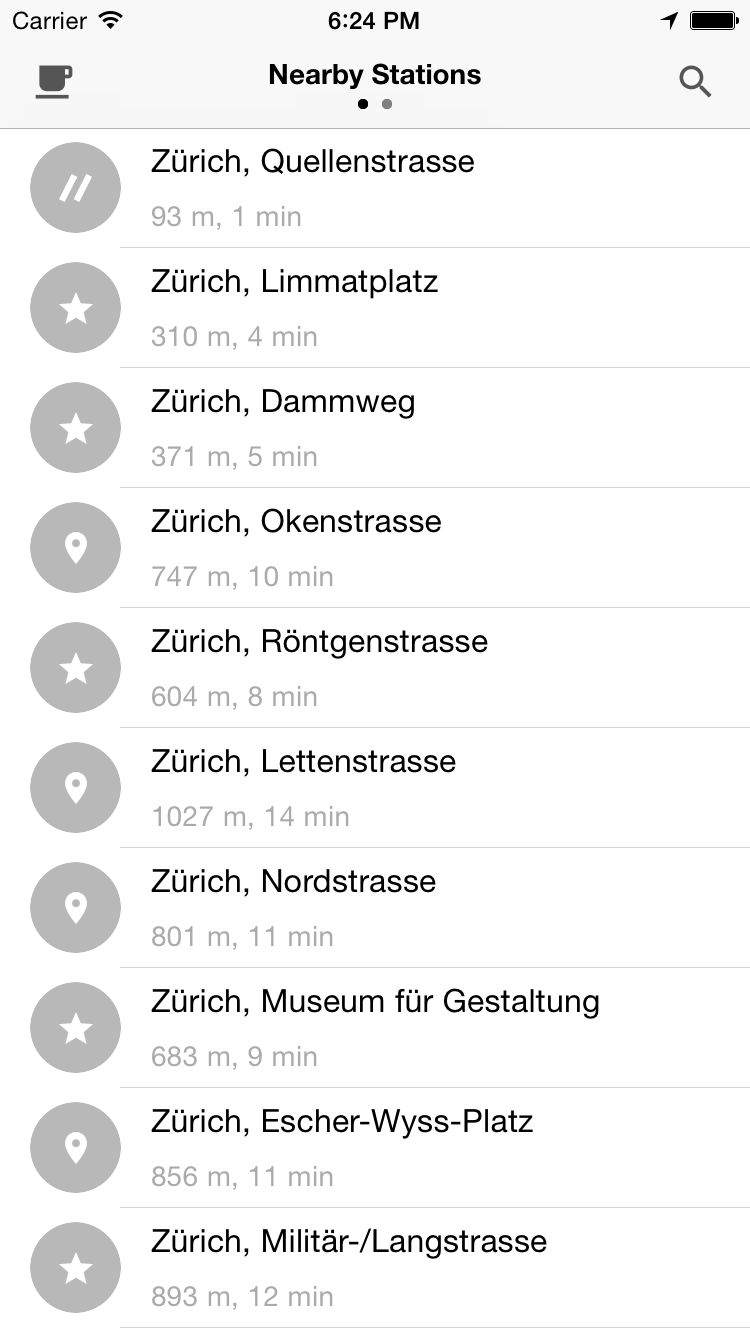 Carrier 6:24 PM
Nearby Stations
Zürich, Quellenstrasse
93 m, 1 min
Zürich, Limmatplatz
310 m, 4 min
Zürich, Dammweg
371 m, 5 min
Zürich, Okenstrasse
747 m, 10 min
Zürich, Röntgenstrasse
604 m, 8 min
Zürich, Lettenstrasse
1027 m, 14 min
Zürich, Nordstrasse
801 m, 11 min
Zürich, Museum für Gestaltung
683 m, 9 min
Zürich, Escher-Wyss-Platz
856 m, 11 min
Zürich, Militär-/Langstrasse
893 m, 12 min